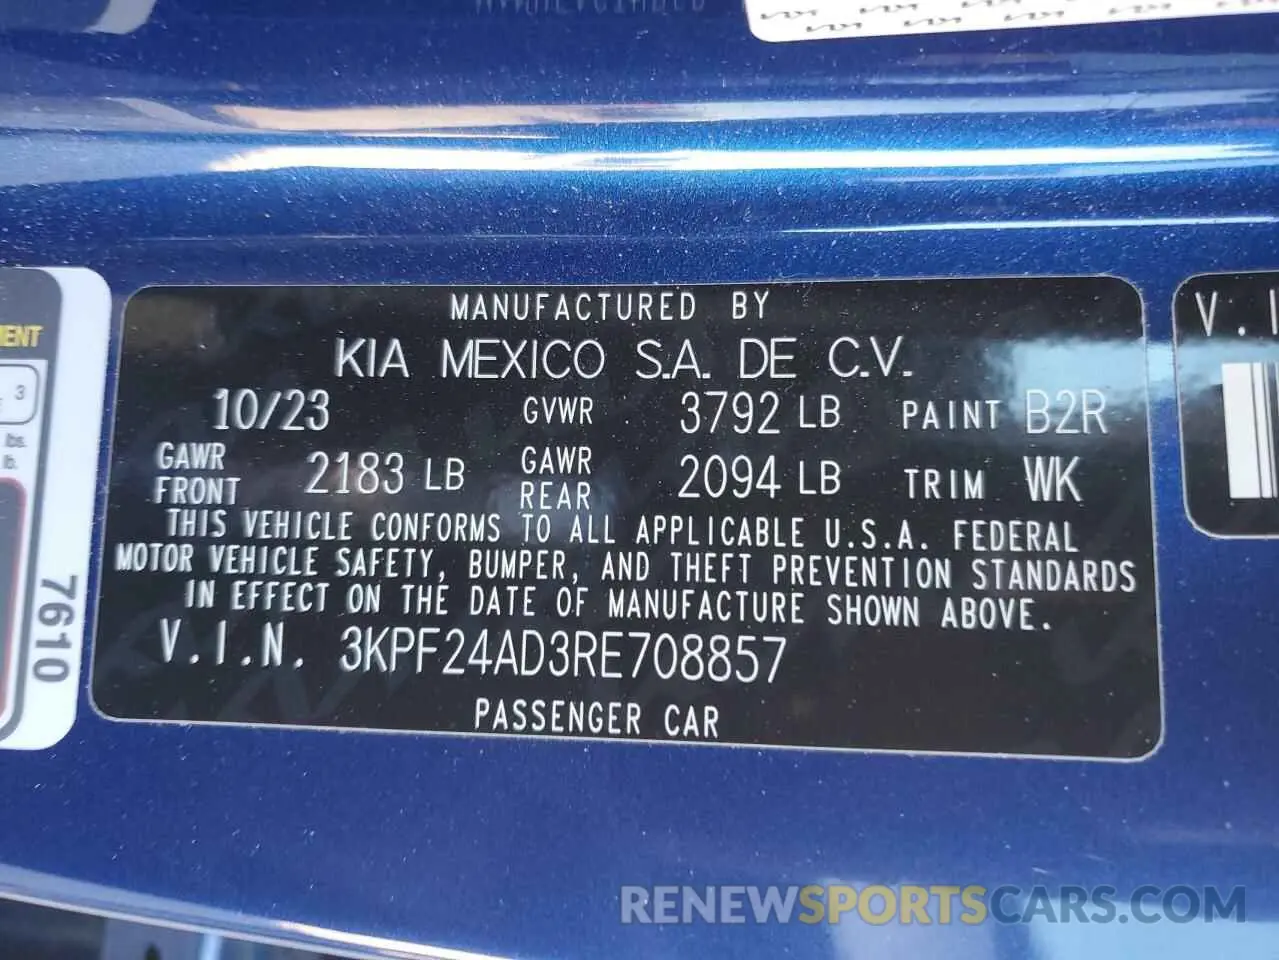 MANUFACTURED BY
KIA MEXICO S.A. DE C.V.
10/23 GVWR 3792 LB PAINT B2R
GAWR FRONT 2183 LB GAWR REAR 2094 LB TRIM WK
THIS VEHICLE CONFORMS TO ALL APPLICABLE U.S.A. FEDERAL
MOTOR VEHICLE SAFETY, BUMPER, AND THEFT PREVENTION STANDARDS
IN EFFECT ON THE DATE OF MANUFACTURE SHOWN ABOVE.
V.I.N. 3KPF24AD3RE708857
PASSENGER CAR
3
lbs.
lb.
7610
RENEWSPORTSCARS.COM